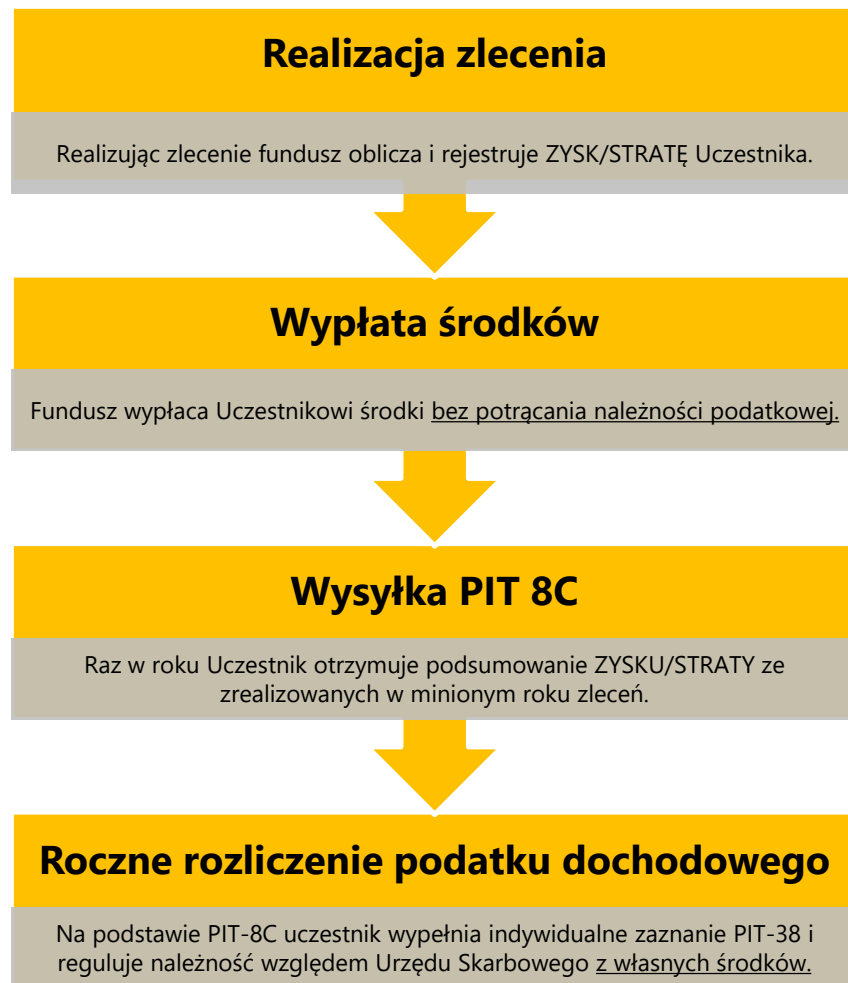 Realizacja zlecenia
Realizując zlecenie fundusz oblicza i rejestruje ZYSK/STRATĘ Uczestnika.
Wypłata środków
Fundusz wypłaca Uczestnikowi środki bez potrącania należności podatkowej.
Wysyłka PIT 8C
Raz w roku Uczestnik otrzymuje podsumowanie ZYSKU/STRATY ze
zrealizowanych w minionym roku zleceń.
Roczne rozliczenie podatku dochodowego
Na podstawie PIT-8C uczestnik wypełnia indywidualne zaznanie PIT-38 i
reguluje należność względem Urzędu Skarbowego z własnych środków.